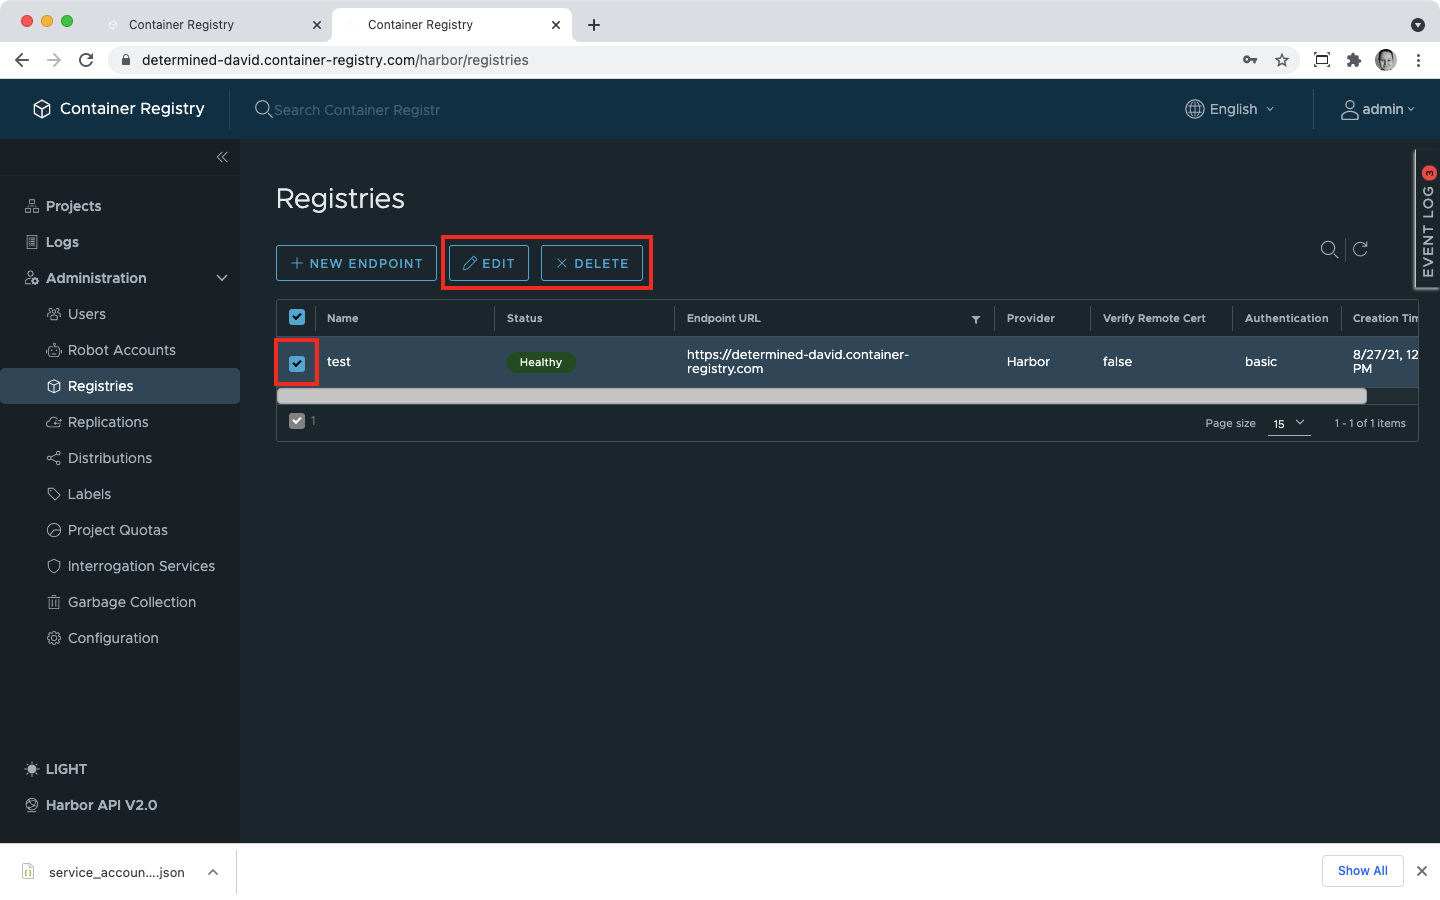 Container Registry
Container Registry
determined-david.container-registry.com/harbor/registries
Container Registry
Search Container Registr
English
admin
EVENT LOG 3
Projects
Logs
Administration
Users
Robot Accounts
Registries
Replications
Distributions
Labels
Project Quotas
Interrogation Services
Garbage Collection
Configuration
LIGHT
Harbor API V2.0
Registries
NEW ENDPOINT
EDIT
DELETE
Name Status Endpoint URL Provider Verify Remote Cert Authentication Creation Tim
test Healthy https://determined-david.container-
registry.com Harbor false basic 8/27/21, 12
PM
1
Page size 15 1 - 1 of 1 items
service_accoun....json
Show All